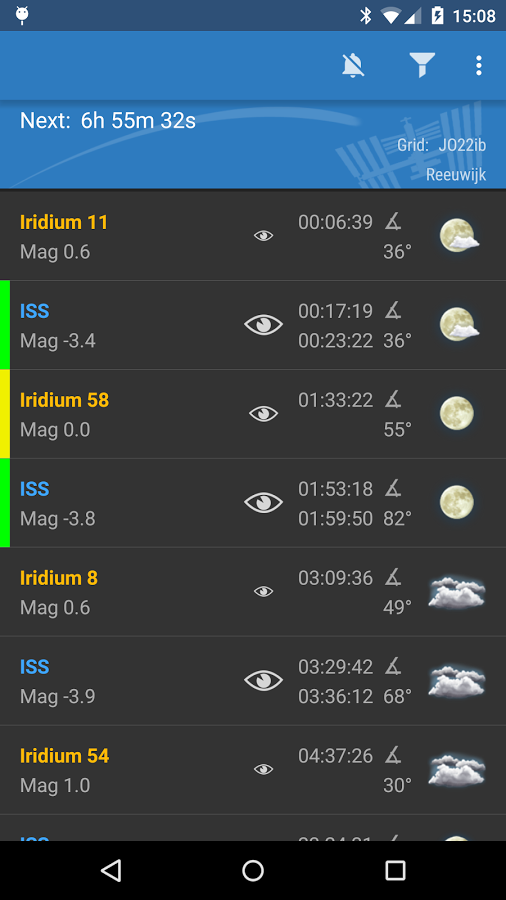 15:08
Next: 6h 55m 32s
Grid: JO22ib
Reeuwijk
Iridium 11 00:06:39
Mag 0.6 36°
ISS 00:17:19
Mag -3.4 00:23:22 36°
Iridium 58 01:33:22
Mag 0.0 55°
ISS 01:53:18
Mag -3.8 01:59:50 82°
Iridium 8 03:09:36
Mag 0.6 49°
ISS 03:29:42
Mag -3.9 03:36:12 68°
Iridium 54 04:37:26
Mag 1.0 30°
ISS